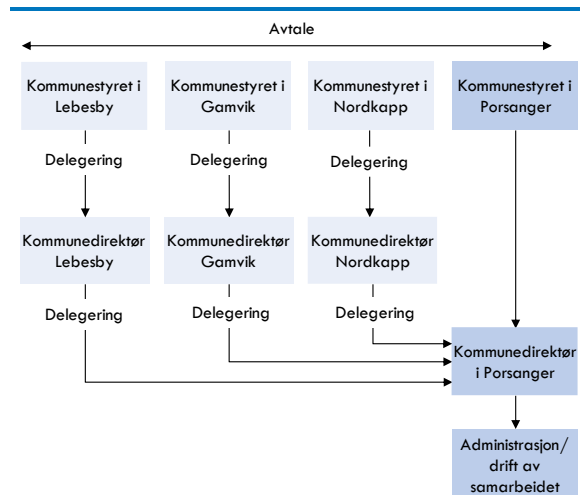 Avtale
Kommunestyret i
Lebesby
Kommunestyret i
Gamvik
Kommunestyret i
Nordkapp
Kommunestyret i
Porsanger
Delegering
Delegering
Delegering
Kommunedirektør
Lebesby
Kommunedirektør
Gamvik
Kommunedirektør
Nordkapp
Delegering
Delegering
Delegering
Kommunedirektør
i Porsanger
Administrasjon/
drift av
samarbeidet